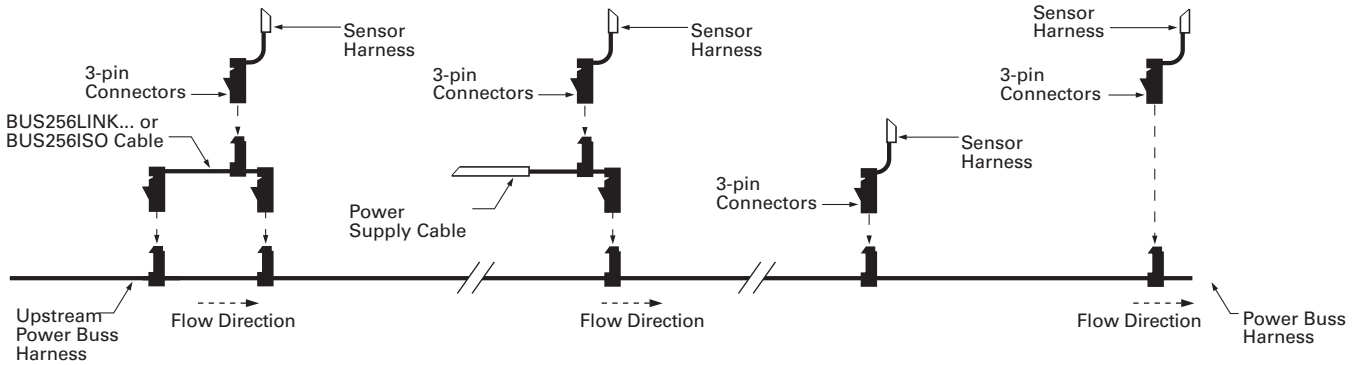 Sensor
Harness
3-pin
Connectors
BUS256LINK... or
BUS256ISO Cable
Sensor
Harness
3-pin
Connectors
Power
Supply Cable
Sensor
Harness
3-pin
Connectors
Sensor
Harness
3-pin
Connectors
Upstream
Power Buss
Harness
Flow Direction
Flow Direction
Flow Direction
Power Buss
Harness